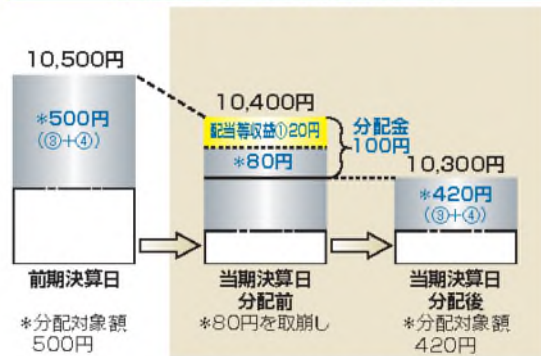 10,500円
*500円
(③+④)
前期決算日
*分配対象額
500円
10,400円
配当等収益①20円
*80円
分配金
100円
当期決算日
分配前
*80円を取崩し
10,300円
*420円
(③+④)
当期決算日
分配後
*分配対象額
420円